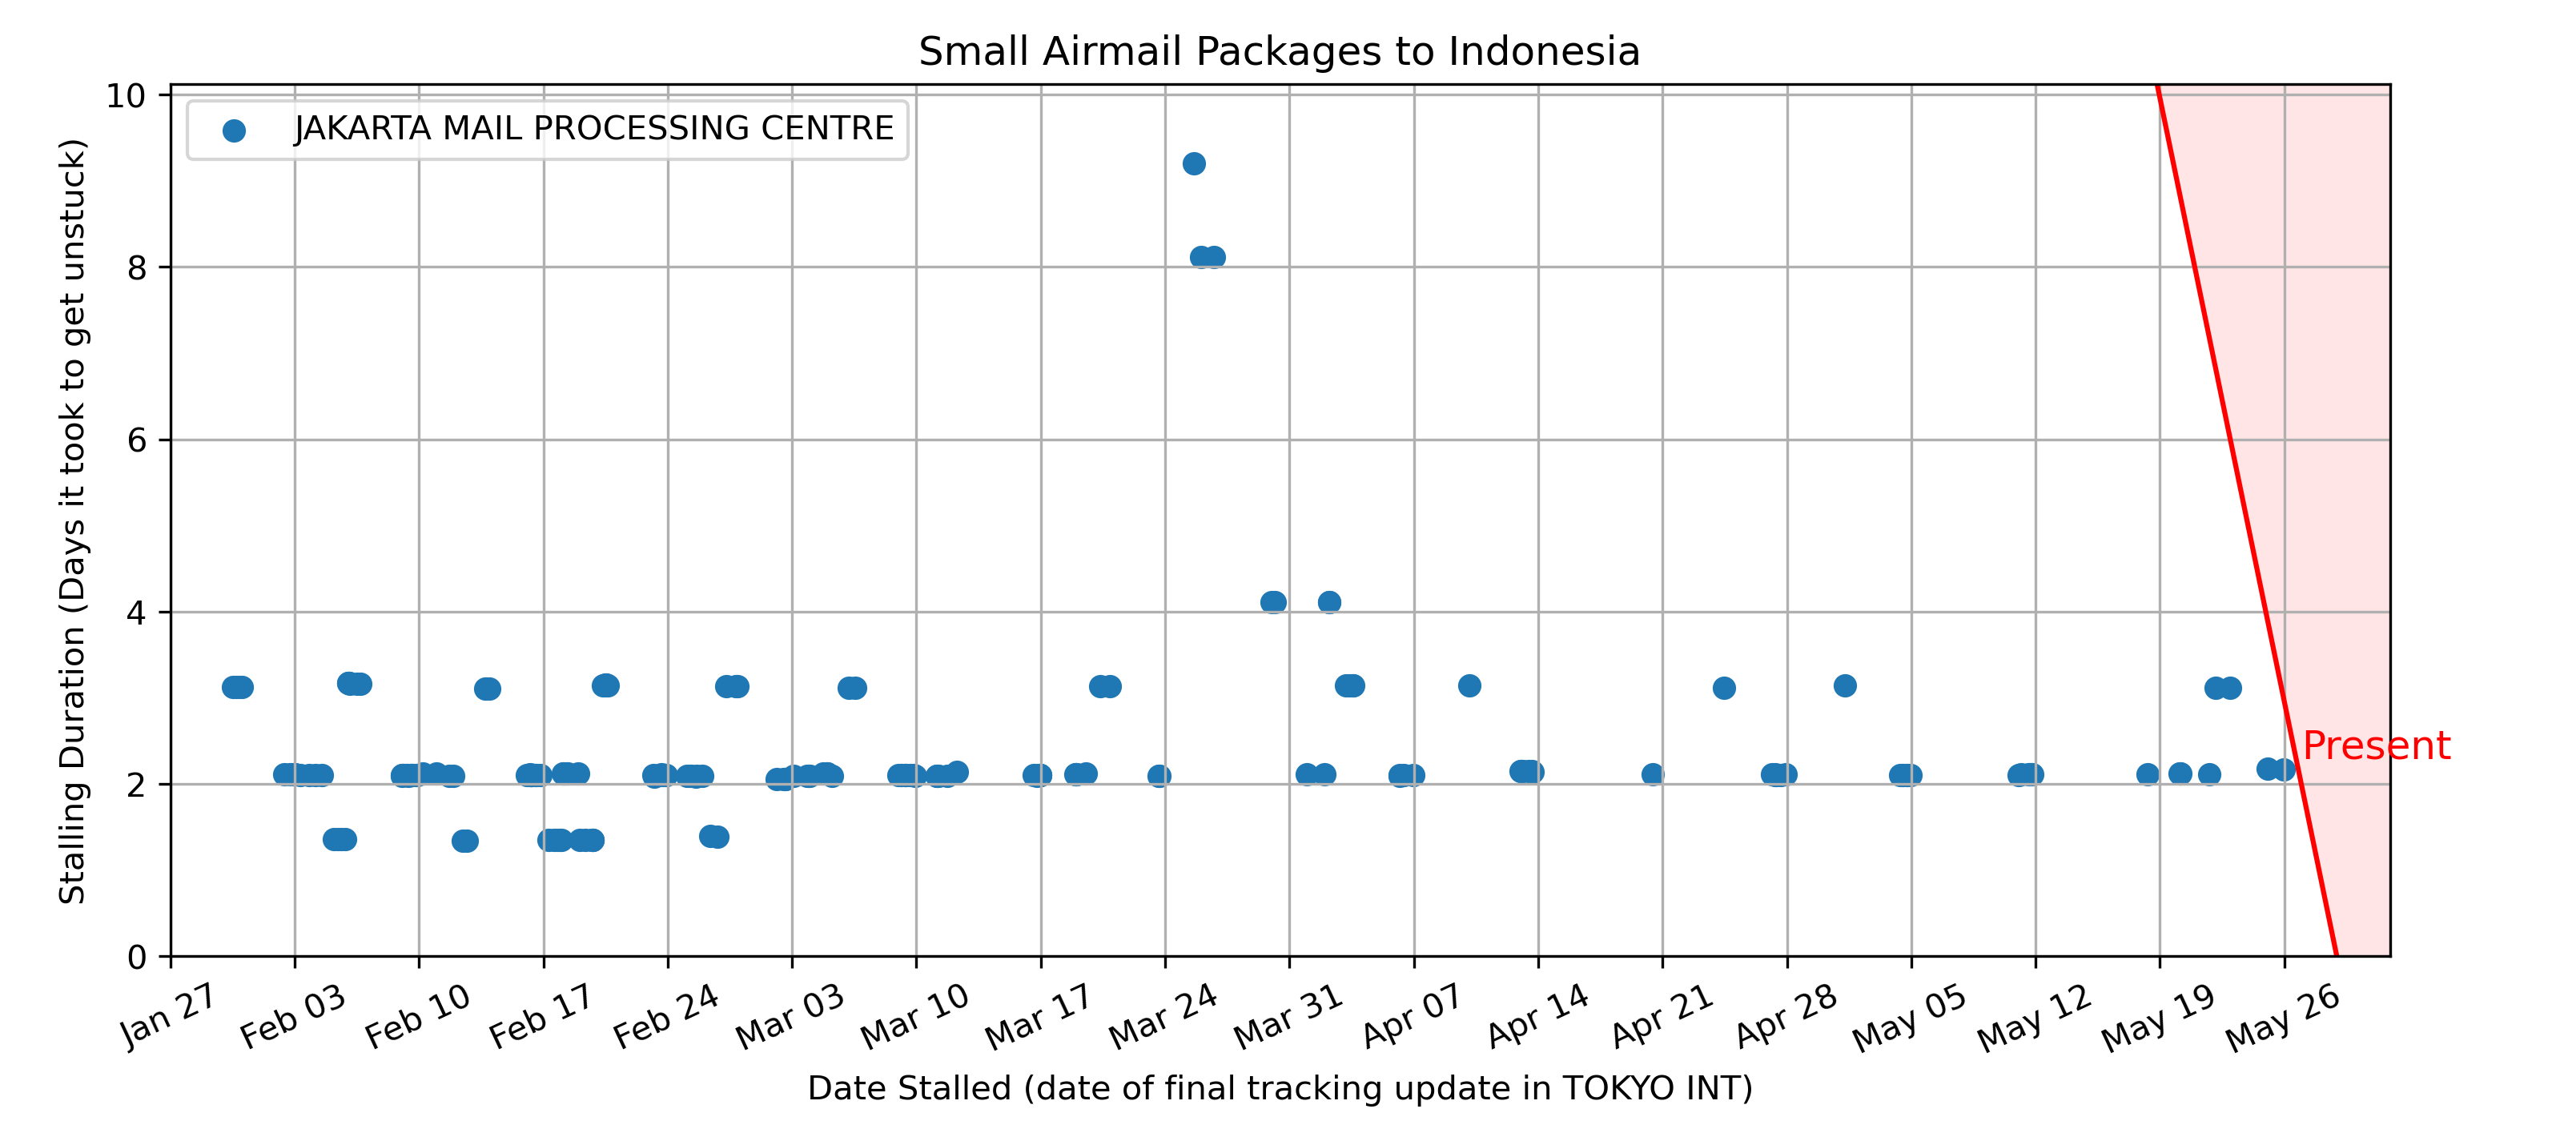 Small Airmail Packages to Indonesia
JAKARTA MAIL PROCESSING CENTRE
Stalling Duration (Days it took to get unstuck)
10
8
6
4
2
0
Present
Jan 27
Feb 03
Feb 10
Feb 17
Feb 24
Mar 03
Mar 10
Mar 17
Mar 24
Mar 31
Apr 07
Apr 14
Apr 21
Apr 28
May 05
May 12
May 19
May 26
Date Stalled (date of final tracking update in TOKYO INT)